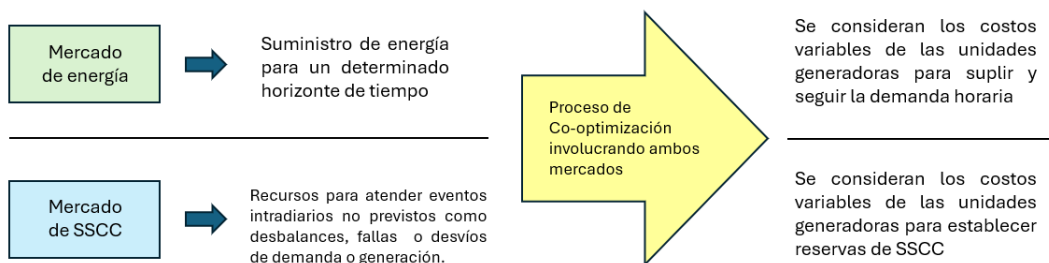 Mercado
de energía
Suministro de energía
para un determinado
horizonte de tiempo
Mercado
de SSCC
Recursos para atender eventos
intradiarios no previstos como
desbalances, fallas o desvíos
de demanda o generación.
Proceso de
Co-optimización
involucrando ambos
mercados
Se consideran los costos
variables de las unidades
generadoras para suplir y
seguir la demanda horaria
Se consideran los costos
variables de las unidades
generadoras para establecer
reservas de SSCC